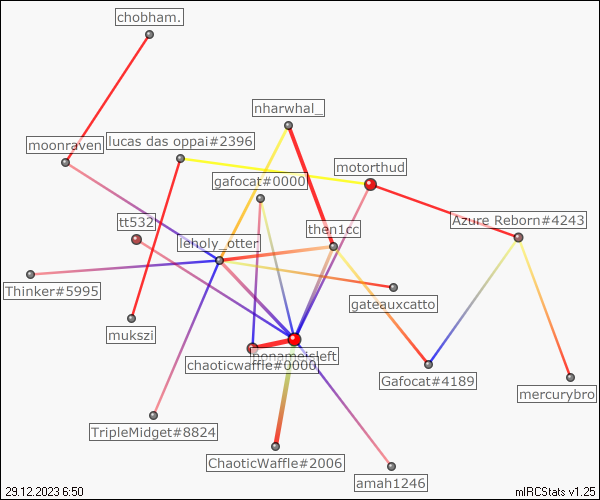 chobham.
nharwhal_
moonraven
lucas das oppai#2396
motorthud
gafocat#0000
tt532
Azure Reborn#4243
then1cc
leholy_otter
Thinker#5995
gateauxcatto
mukszi
nonameisleft
chaoticwaffle#0000
Gafocat#4189
mercurybro
TripleMidget#8824
ChaoticWaffle#2006
amah1246
29.12.2023 6:50
mIRCStats v1.25